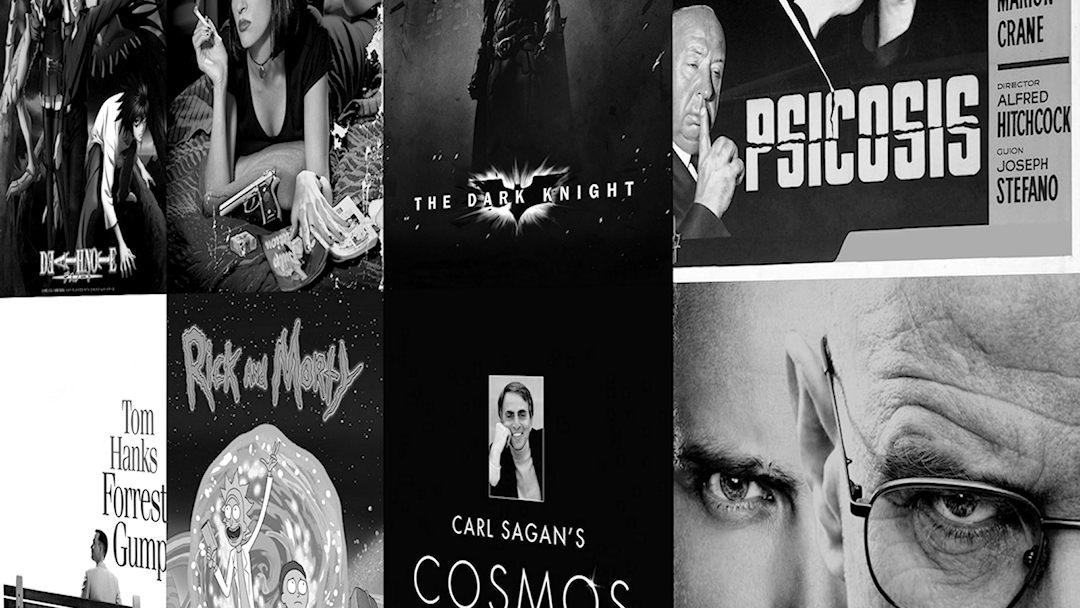 DEATH NOTE
THE DARK KNIGHT
PSICOSIS
MARION
CRANE
DIRECTOR
ALFRED
HITCHCOCK
GUION
JOSEPH
STEFANO
Tom
Hanks
Forrest
Gump
RICK AND MORTY
CARL SAGAN'S
COSMOS